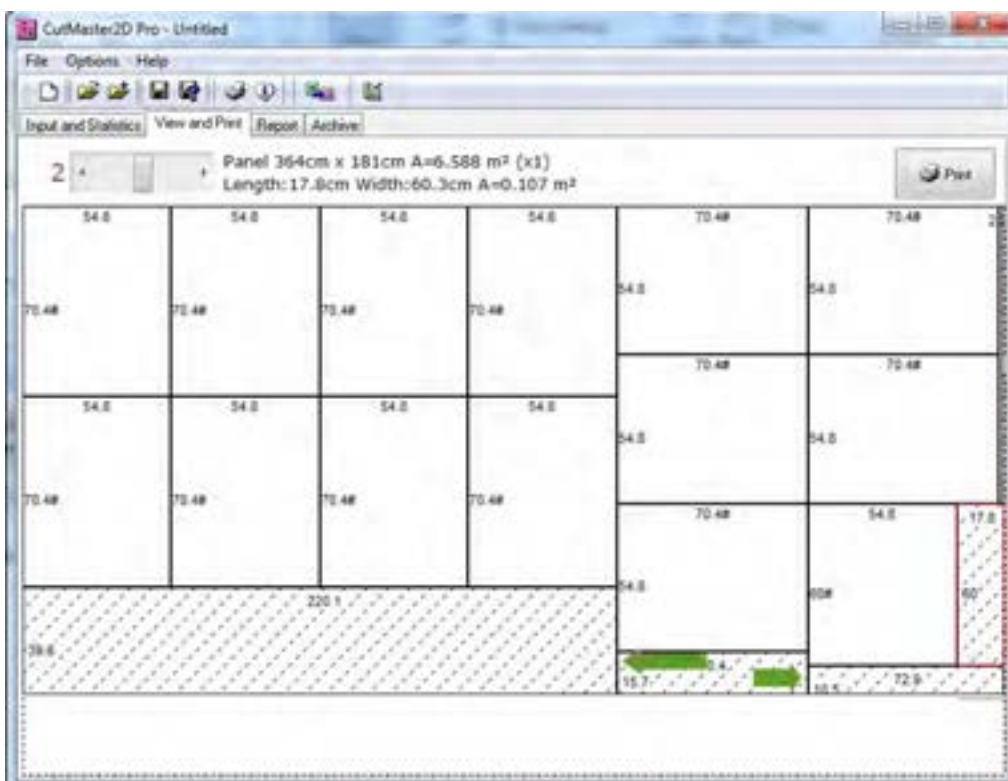 CutMaster2D Pro - Untitled
File Options Help
Input and Statistics View and Print Report Archive
2 Panel 364cm x 181cm A=6.588 m² (x1)
Length:17.8cm Width:60.3cm A=0.107 m²
Print
54.8 54.8 54.8 54.8 70.4# 70.4#
70.4# 70.4# 70.4# 70.4# 54.8 54.8
70.4# 70.4#
54.8 54.8 54.8 54.8
54.8 54.8
70.4# 70.4# 70.4# 70.4#
70.4# 54.8 17.8
54.8 60# 60
220.1
39.6
15.7 72.9
10.5